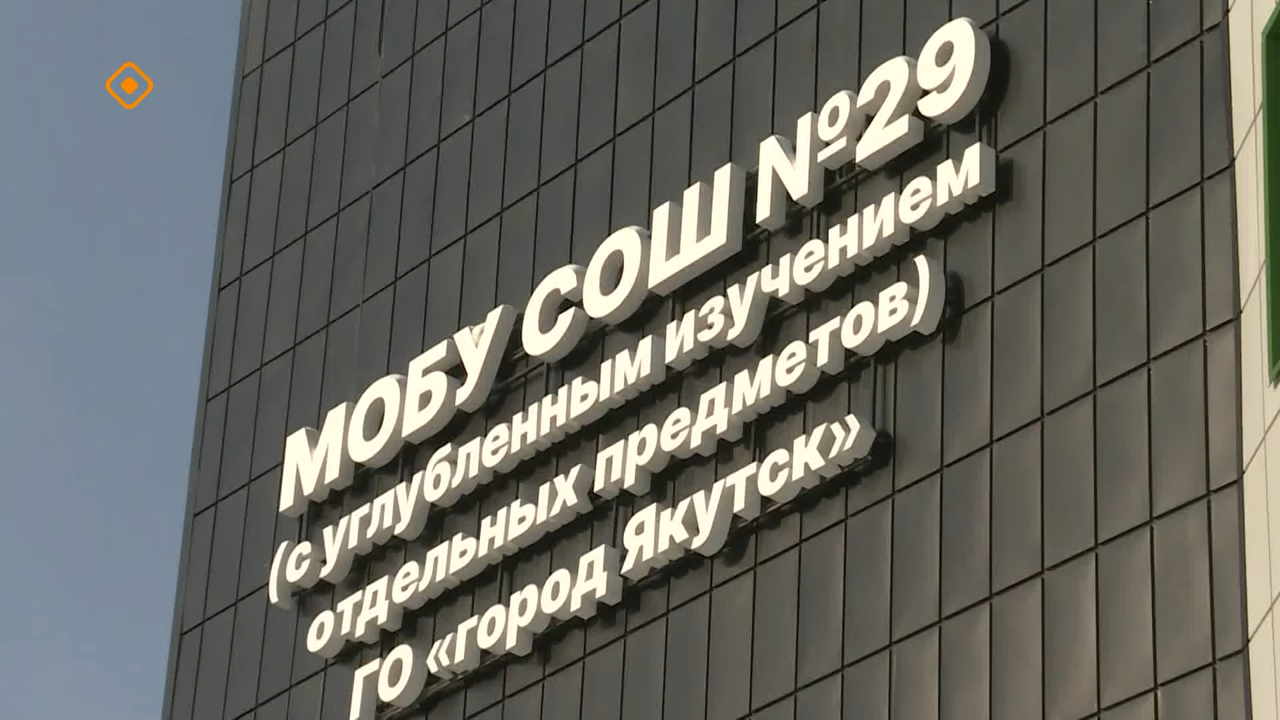 МОБУ СОШ №29
(с углубленным изучением
отдельных предметов)
ГО «город Якутск»